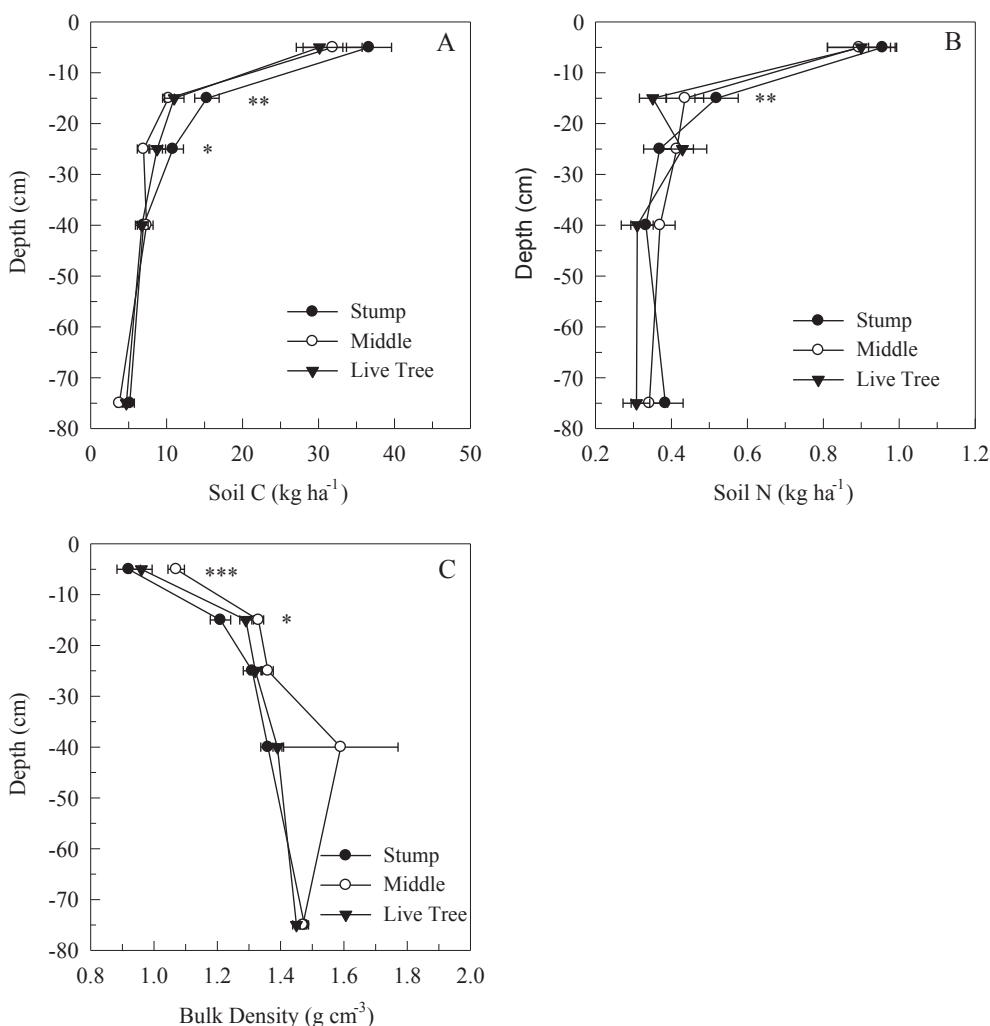 A
0
-10
-20
-30
-40
-50
-60
-70
-80
Depth (cm)
**
*
Stump
Middle
Live Tree
0 10 20 30 40 50
Soil C (kg ha-1)
B
0
-10
-20
-30
-40
-50
-60
-70
-80
Depth (cm)
**
Stump
Middle
Live Tree
0.2 0.4 0.6 0.8 1.0 1.2
Soil N (kg ha-1)
C
0
-10
-20
-30
-40
-50
-60
-70
-80
Depth (cm)
***
*
Stump
Middle
Live Tree
0.8 1.0 1.2 1.4 1.6 1.8 2.0
Bulk Density (g cm-3)